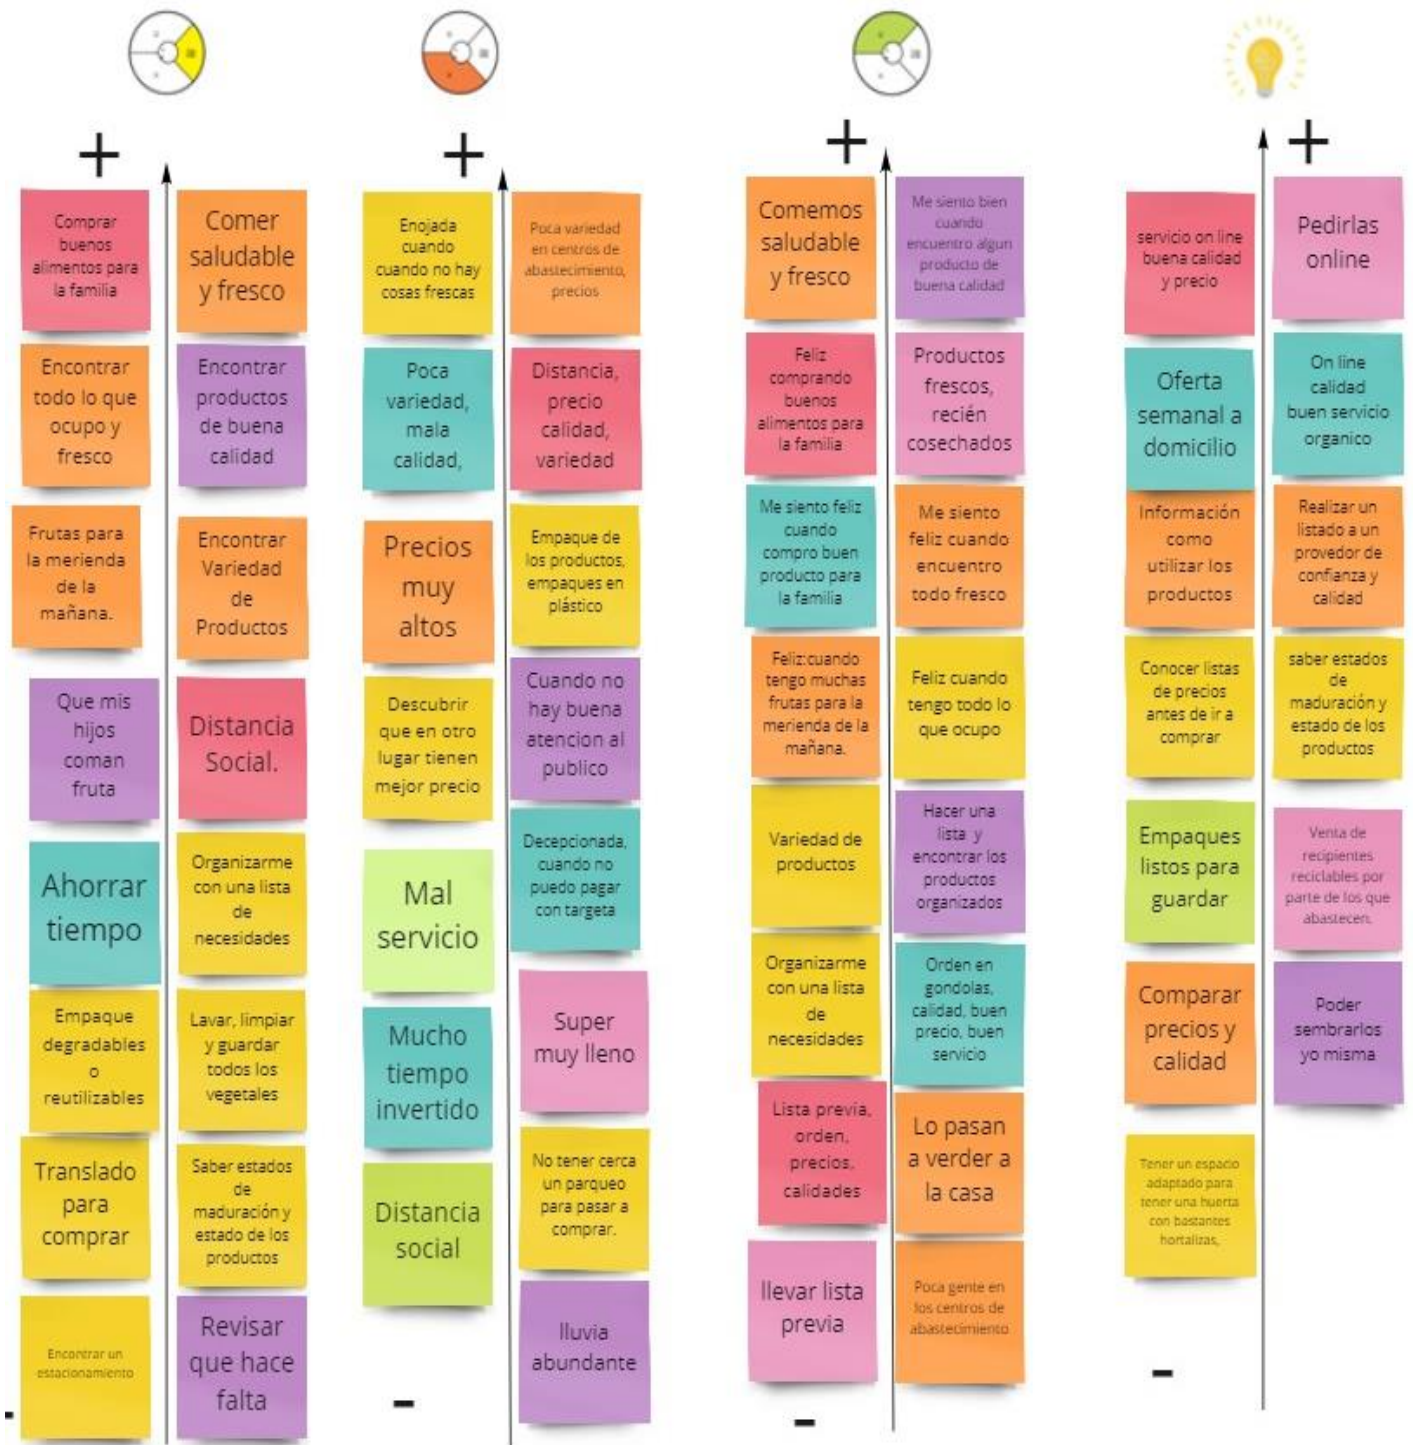 +
Comprar
buenos
alimentos para
la familia
Comer
saludable
y fresco
Encontrar
todo lo que
ocupo y
fresco
Encontrar
productos
de buena
calidad
Frutas para
la merienda
de la
mañana.
Encontrar
Variedad
de
Productos
Que mis
hijos
coman
fruta
Distancia
Social.
Ahorrar
tiempo
Organizarme
con una lista
de
necesidades
Empaque
degradables
o
reutilizables
Lavar, limpiar
y guardar
todos los
vegetales
Translado
para
comprar
Saber estados
de
maduración y
estado de los
productos
Encontrar un
estacionamiento
Revisar
que hace
falta
-
+
Enojada
cuando
cuando no hay
cosas frescas
Poca variedad
en centros de
abastecimiento,
precios
Poca
variedad,
mala
calidad,
Distancia,
precio
calidad,
variedad
Precios
muy
altos
Empaque de
los productos,
empaques en
plástico
Descubrir
que en otro
lugar tienen
mejor precio
Cuando no
hay buena
atencion al
publico
Mal
servicio
Decepcionada,
cuando no
puedo pagar
con targeta
Mucho
tiempo
invertido
Super
muy lleno
Distancia
social
No tener cerca
un parqueo
para pasar a
comprar.
lluvia
abundante
-
+
Comemos
saludable
y fresco
Me siento bien
cuando
encuentro algun
producto de
buena calidad
Feliz
comprando
buenos
alimentos para
la familia
Productos
frescos,
recién
cosechados
Me siento feliz
cuando
compro buen
producto para
la familia
Me siento
feliz cuando
encuentro
todo fresco
Feliz:cuando
tengo muchas
frutas para la
merienda de la
mañana.
Feliz cuando
tengo todo lo
que ocupo
Variedad de
productos
Hacer una
lista y
encontrar los
productos
organizados
Organizarme
con una lista
de
necesidades
Orden en
gondolas,
calidad, buen
precio, buen
servicio
Lista previa,
orden,
precios,
calidades
Lo pasan
a verder a
la casa
llevar lista
previa
Poca gente en
los centros de
abastecimiento
-
+
servicio on line
buena calidad
y precio
Pedirlas
online
Oferta
semanal a
domicilio
On line
calidad
buen servicio
organico
Información
como
utilizar los
productos
Realizar un
listado a un
provedor de
confianza y
calidad
Conocer listas
de precios
antes de ir a
comprar
saber estados
de
maduración y
estado de los
productos
Empaques
listos para
guardar
Venta de
recipientes
reciclables por
parte de los que
abastecen.
Comparar
precios y
calidad
Poder
sembrarlos
yo misma
Tener un espacio
adaptado para
tener una huerta
con bastantes
hortalizas,
-